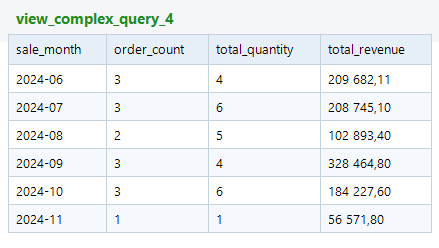 view_complex_query_4
sale_month order_count total_quantity total_revenue
2024-06 3 4 209 682,11
2024-07 3 6 208 745,10
2024-08 2 5 102 893,40
2024-09 3 4 328 464,80
2024-10 3 6 184 227,60
2024-11 1 1 56 571,80